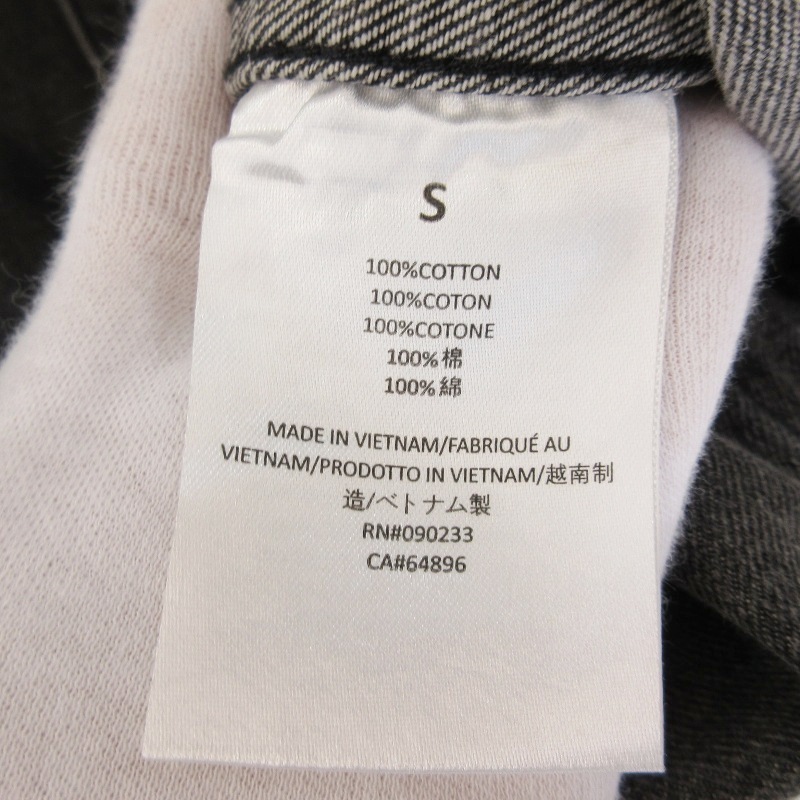 S
100%COTTON
100%COTON
100%COTONE
100%棉
100%綿
MADE IN VIETNAM/FABRIQUÉ AU
VIETNAM/PRODOTTO IN VIETNAM/越南制
造/ベトナム製
RN#090233
CA#64896